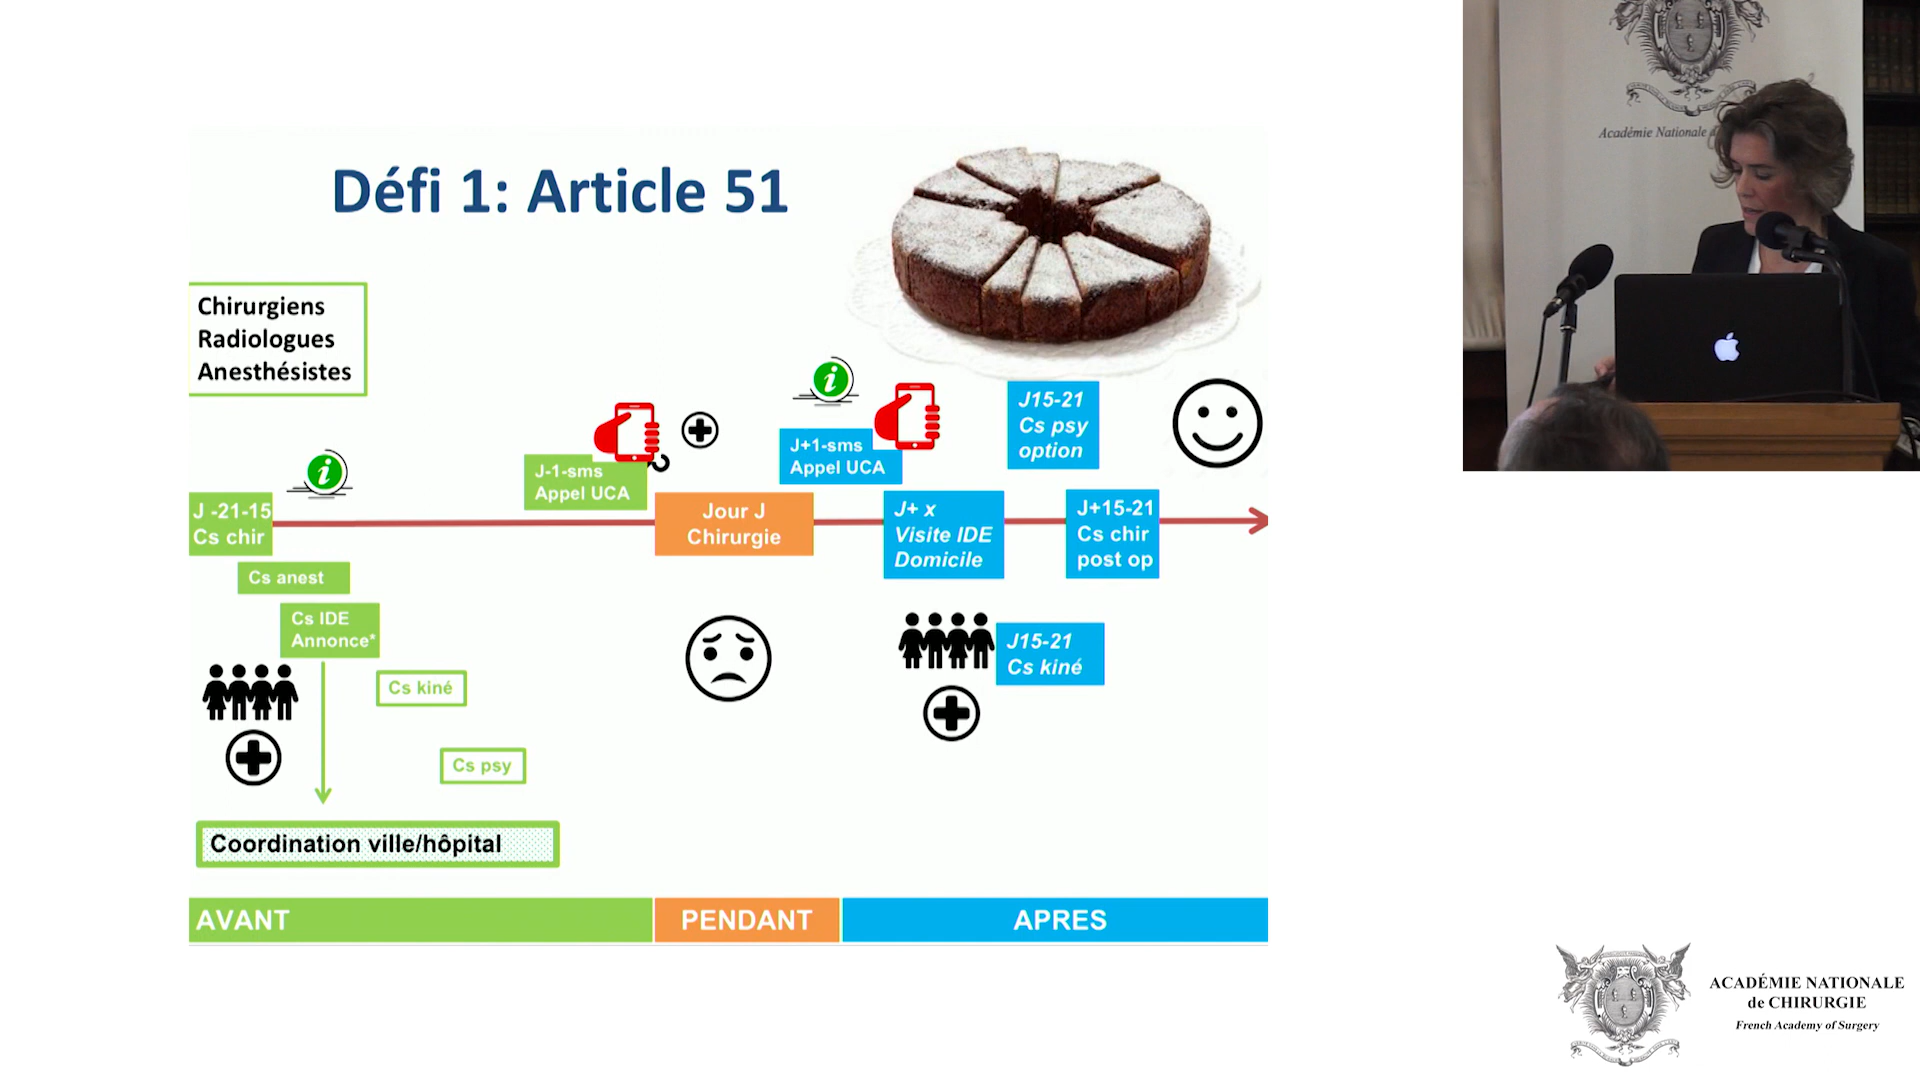 Défi 1: Article 51
Chirurgiens
Radiologues
Anesthésistes
J -21-15
Cs chir
Cs anest
Cs IDE
Annonce*
Cs kiné
Cs psy
Coordination ville/hôpital
J-1-sms
Appel UCA
Jour J
Chirurgie
J+1-sms
Appel UCA
J+ x
Visite IDE
Domicile
J15-21
Cs psy
option
J+15-21
Cs chir
post op
J15-21
Cs kiné
AVANT
PENDANT
APRES
Académie Nationale
ACADÉMIE NATIONALE
de CHIRURGIE
French Academy of Surgery